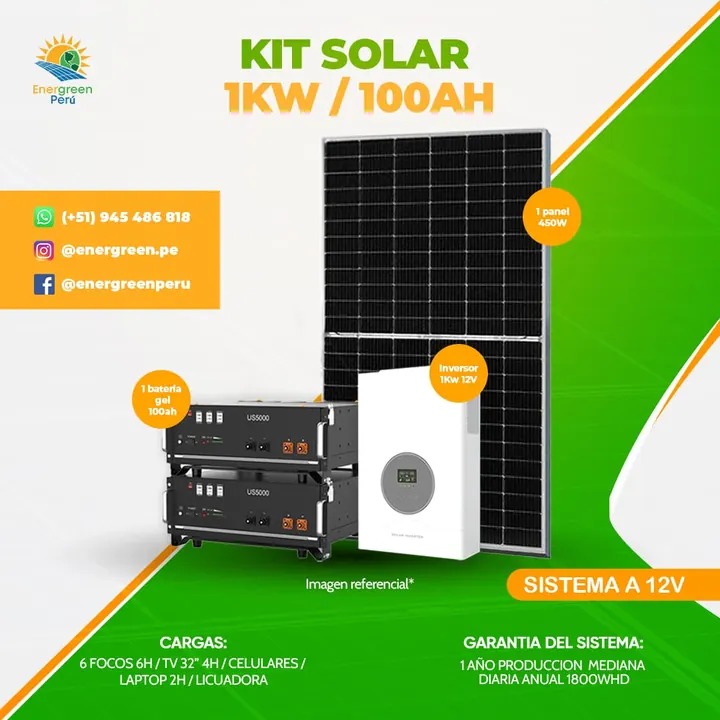 Energreen
Perú
KIT SOLAR
1KW / 100AH
(+51) 945 486 818
@energreen.pe
@energreenperu
1 panel
450W
Inversor
1Kw 12V
1 batería
gel
100ah
US5000
US5000
SOLAR INVERTER
Imagen referencial*
SISTEMA A 12V
CARGAS:
6 FOCOS 6H / TV 32" 4H / CELULARES /
LAPTOP 2H / LICUADORA
GARANTIA DEL SISTEMA:
1 AÑO PRODUCCION MEDIANA
DIARIA ANUAL 1800WHD